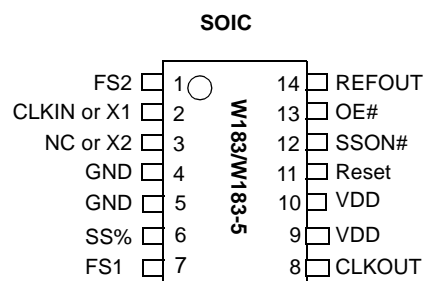 SOIC
FS2 1 14 REFOUT
CLKIN or X1 2 13 OE#
NC or X2 3 12 SSON#
GND 4 11 Reset
GND 5 10 VDD
SS% 6 9 VDD
FS1 7 8 CLKOUT
W183/W183-5